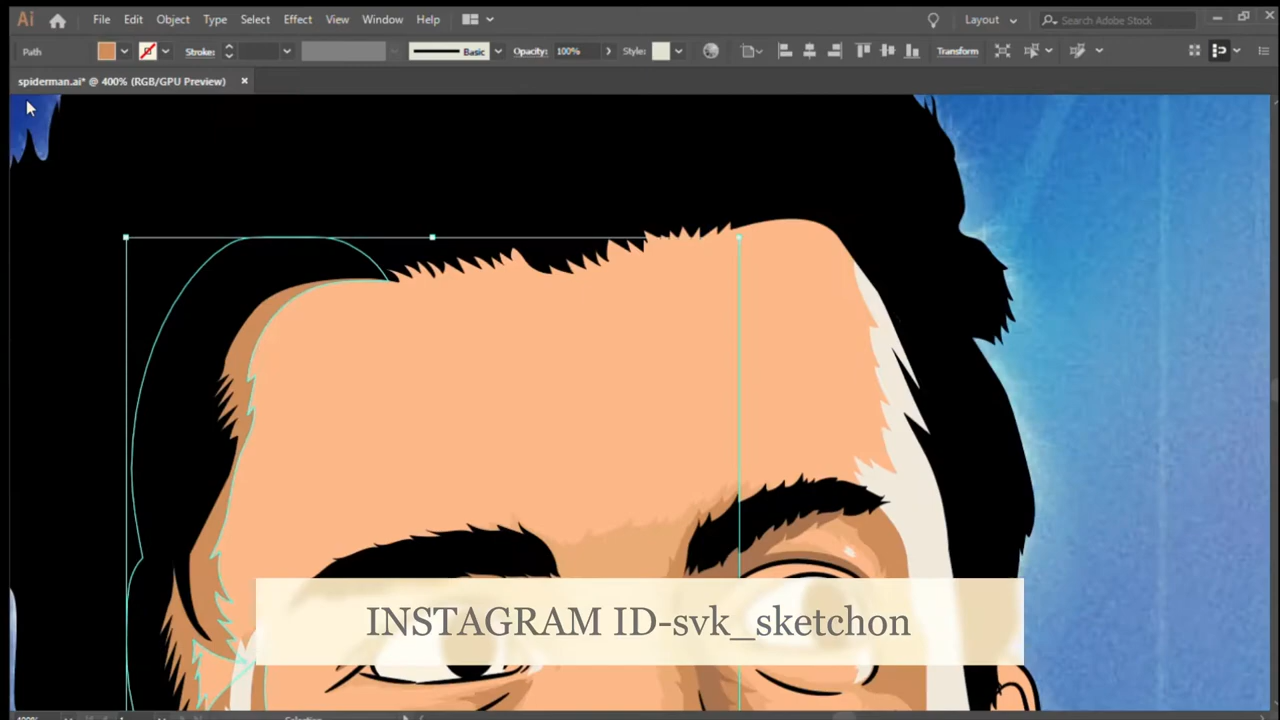 Ai File Edit Object Type Select Effect View Window Help Layout Search Adobe Stock
Path Stroke: Basic Opacity: 100% Style: Transform
spiderman.ai* @ 400% (RGB/GPU Preview) ×
INSTAGRAM ID-svk_sketchon